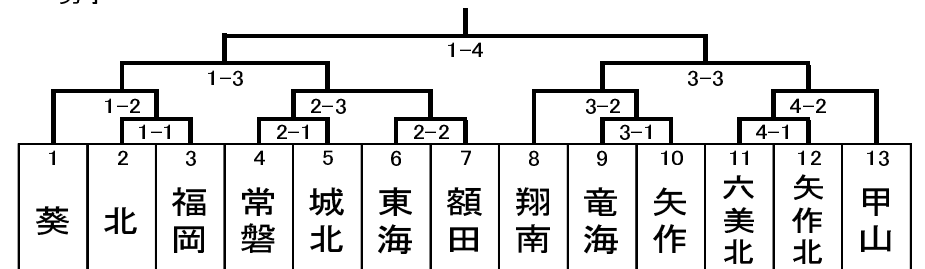 1-4
1-3
3-3
1-2
2-3
3-2
4-2
1-1
2-1
2-2
3-1
4-1
1 2 3 4 5 6 7 8 9 10 11 12 13
葵
北
福岡
常磐
城北
東海
額田
翔南
竜海
矢作
六美北
矢作北
甲山